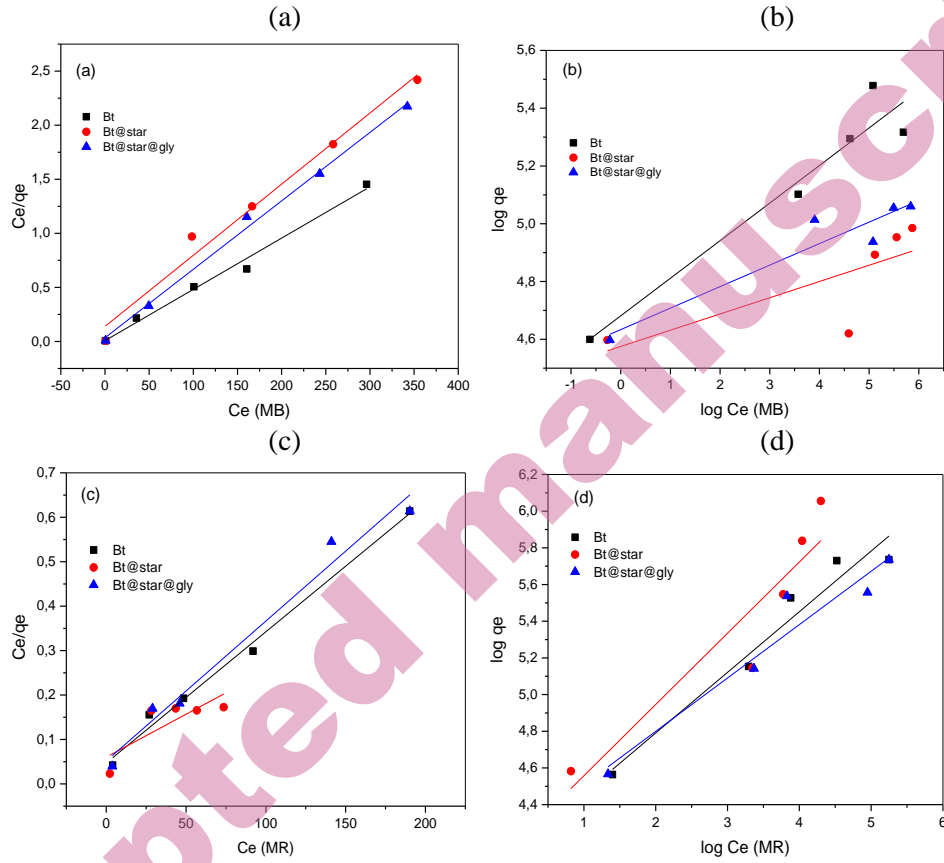 (a)
(b)
(a)
Bt
Bt@star
Bt@star@gly
2,5
2,0
1,5
1,0
0,5
0,0
Ce/qe
-50 0 50 100 150 200 250 300 350 400
Ce (MB)
(b)
Bt
Bt@star
Bt@star@gly
5,6
5,4
5,2
5,0
4,8
4,6
log qe
-1 0 1 2 3 4 5 6
log Ce (MB)
(c)
(d)
(c)
Bt
Bt@star
Bt@star@gly
0,7
0,6
0,5
0,4
0,3
0,2
0,1
0,0
Ce/qe
0 50 100 150 200
Ce (MR)
(d)
Bt
Bt@star
Bt@star@gly
6,2
6,0
5,8
5,6
5,4
5,2
5,0
4,8
4,6
4,4
log qe
1 2 3 4 5 6
log Ce (MR)
pted manuscr